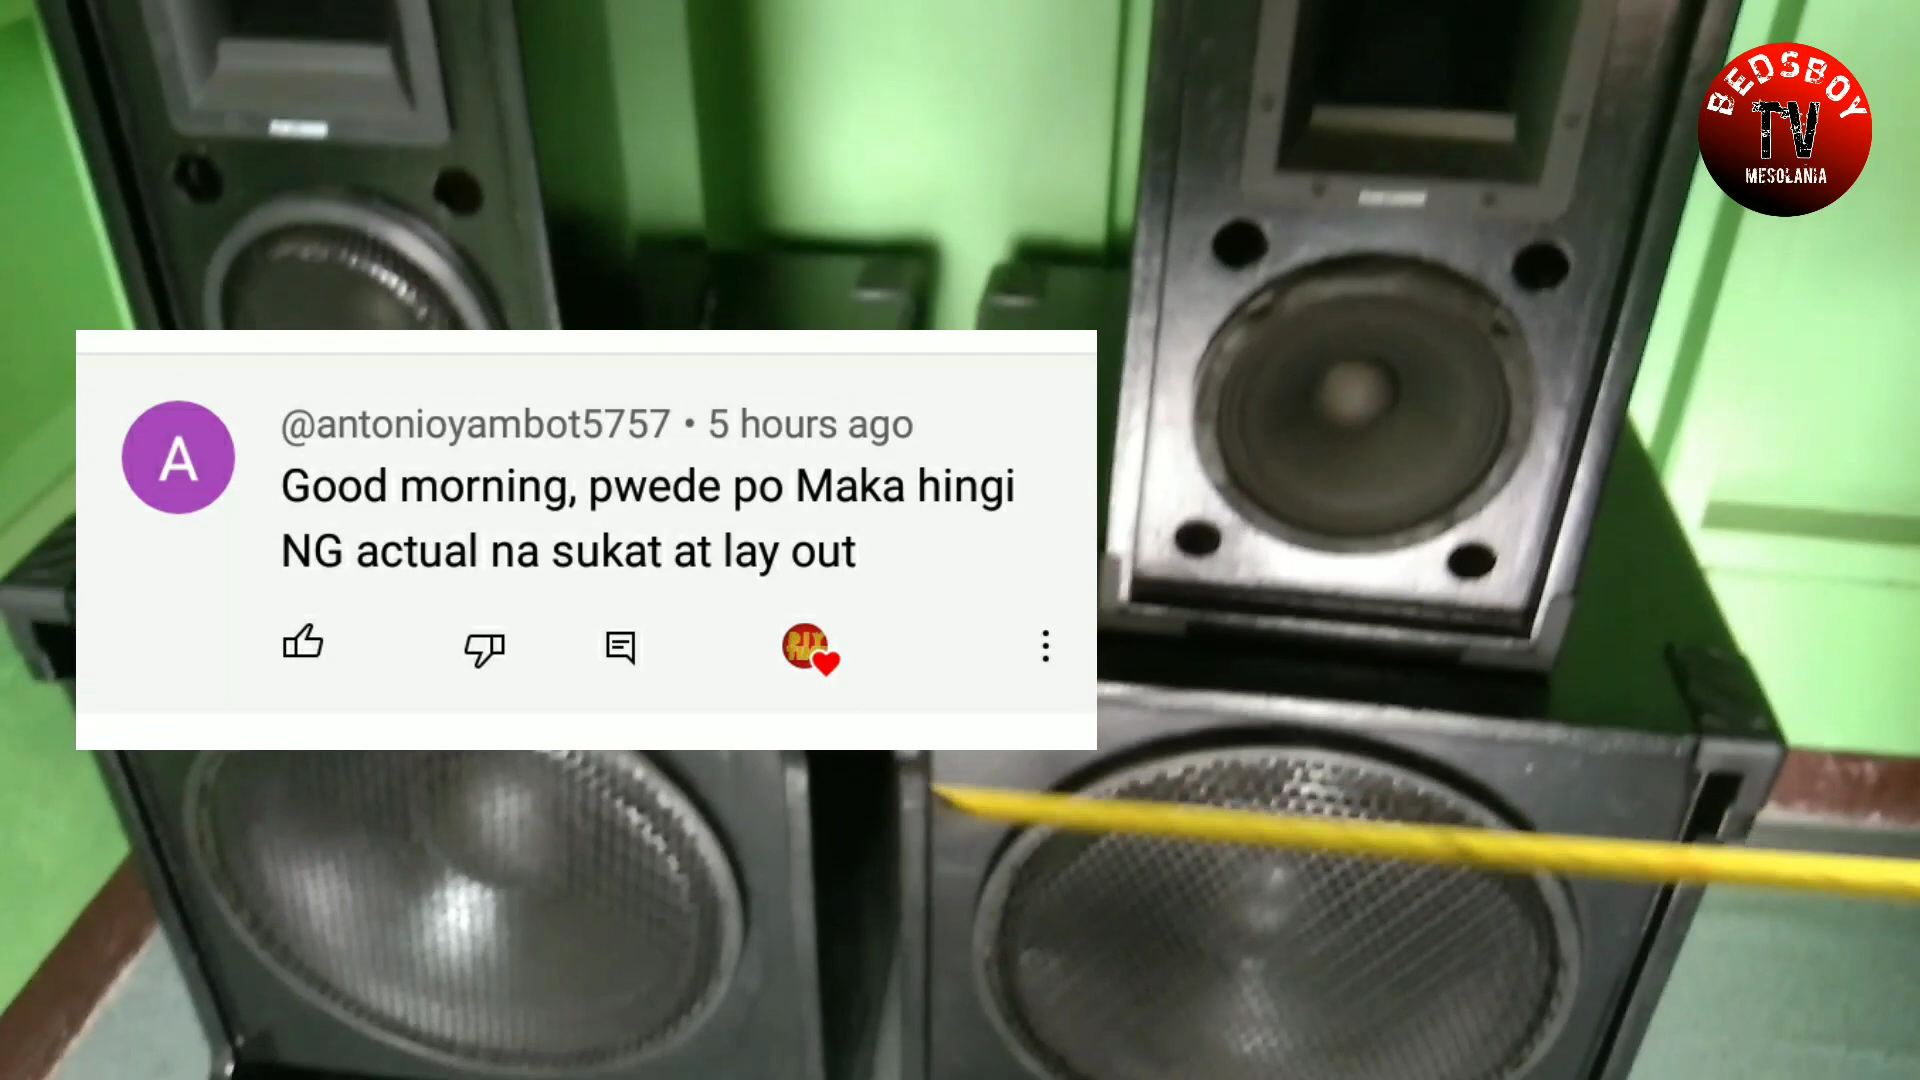 BEDSBOY
TV
MESOLANIA
A
@antonioyambot5757 • 5 hours ago
Good morning, pwede po Maka hingi
NG actual na sukat at lay out